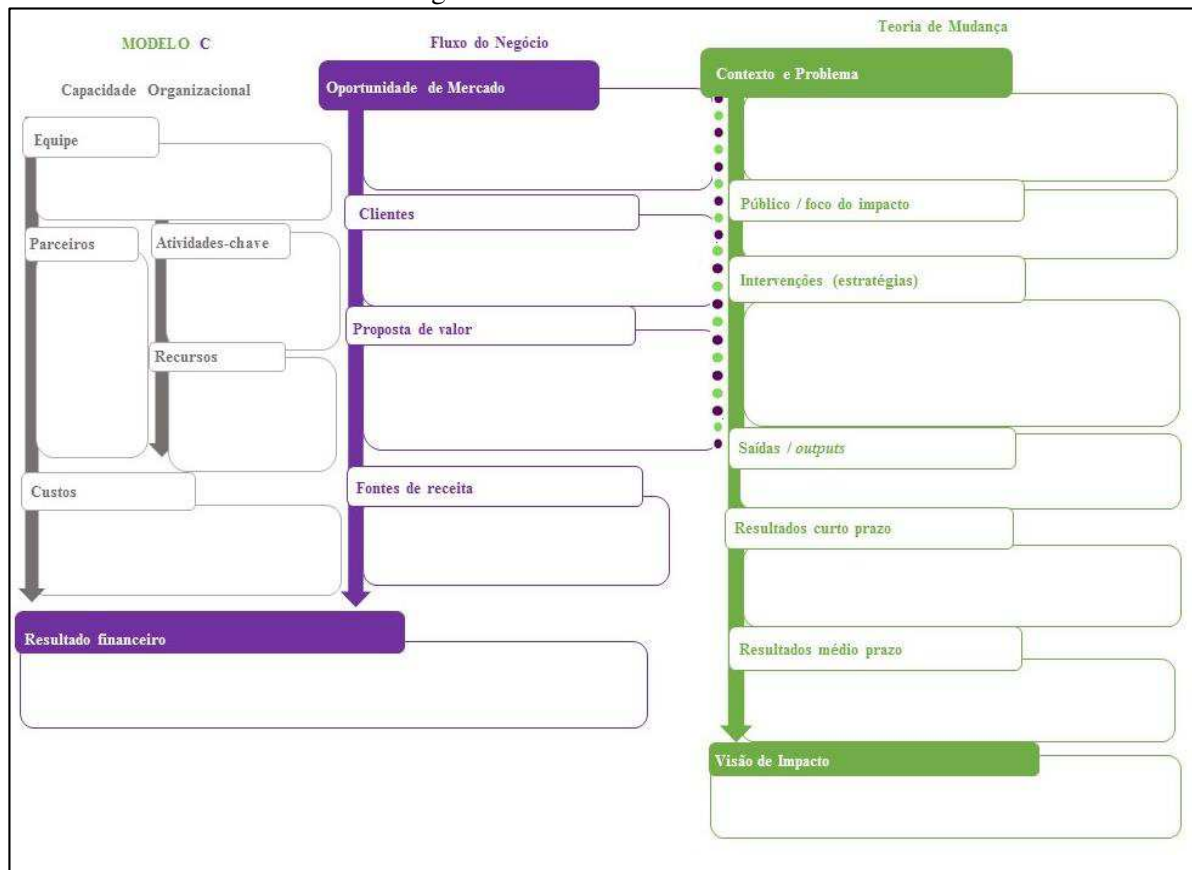 MODELO C
Capacidade Organizacional
Equipe
Parceiros
Atividades-chave
Recursos
Custos
Fluxo do Negócio
Oportunidade de Mercado
Clientes
Proposta de valor
Fontes de receita
Resultado financeiro
Teoria de Mudança
Contexto e Problema
Público / foco do impacto
Intervenções (estratégias)
Saídas / outputs
Resultados curto prazo
Resultados médio prazo
Visão de Impacto